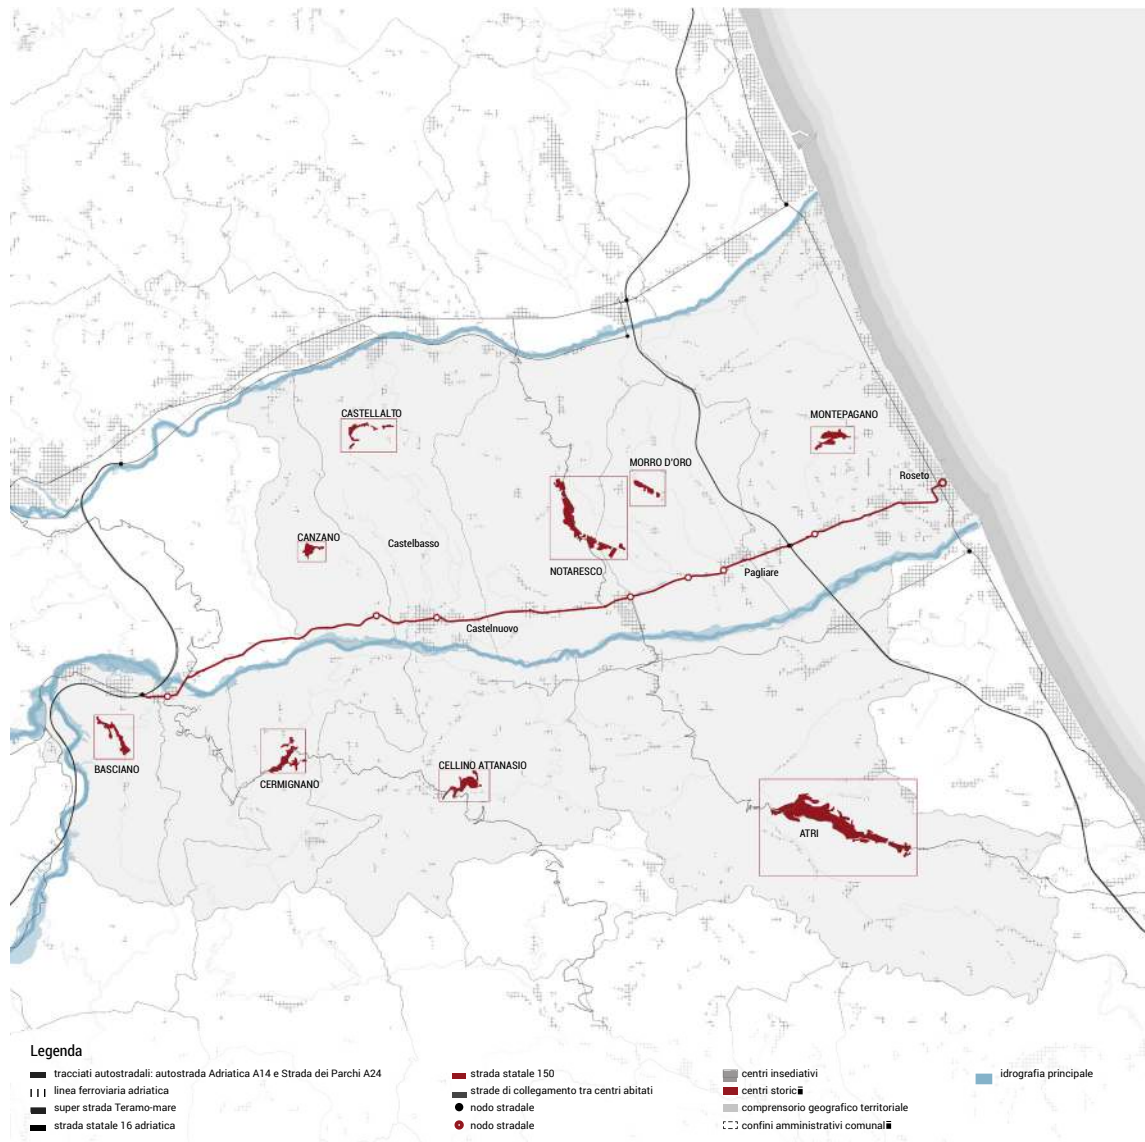 CASTELLALTO
MONTEPAGANO
MORRO D'ORO
Roseto
CANZANO
Castelbasso
NOTARESCO
Pagliare
Castelnuovo
BASCIANO
CERMIGNANO
CELLINO ATTANASIO
ATRI
Legenda
tracciati autostradali: autostrada Adriatica A14 e Strada dei Parchi A24
linea ferroviaria adriatica
super strada Teramo-mare
strada statale 16 adriatica
strada statale 150
strade di collegamento tra centri abitati
nodo stradale
nodo stradale
centri insediativi
centri storici
comprensorio geografico territoriale
confini amministrativi comunali
idrografia principale